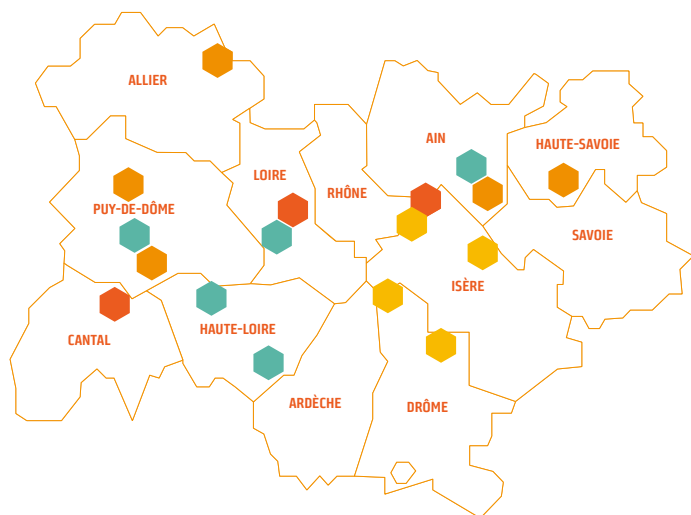 ALLIER
AIN
HAUTE-SAVOIE
LOIRE
RHÔNE
PUY-DE-DÔME
SAVOIE
ISÈRE
HAUTE-LOIRE
CANTAL
ARDÈCHE
DRÔME